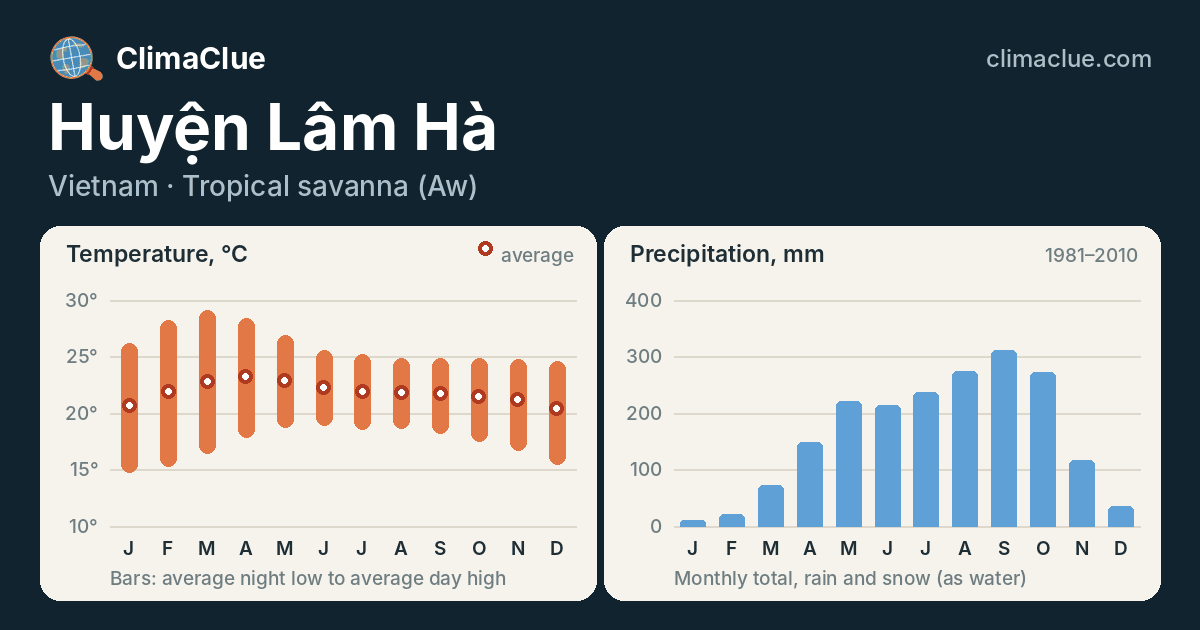 ClimaClue
climaclue.com
Huyện Lâm Hà
Vietnam · Tropical savanna (Aw)
Temperature, °C
average
30°
25°
20°
15°
10°
J F M A M J J A S O N D
Bars: average night low to average day high
Precipitation, mm
1981–2010
400
300
200
100
0
J F M A M J J A S O N D
Monthly total, rain and snow (as water)